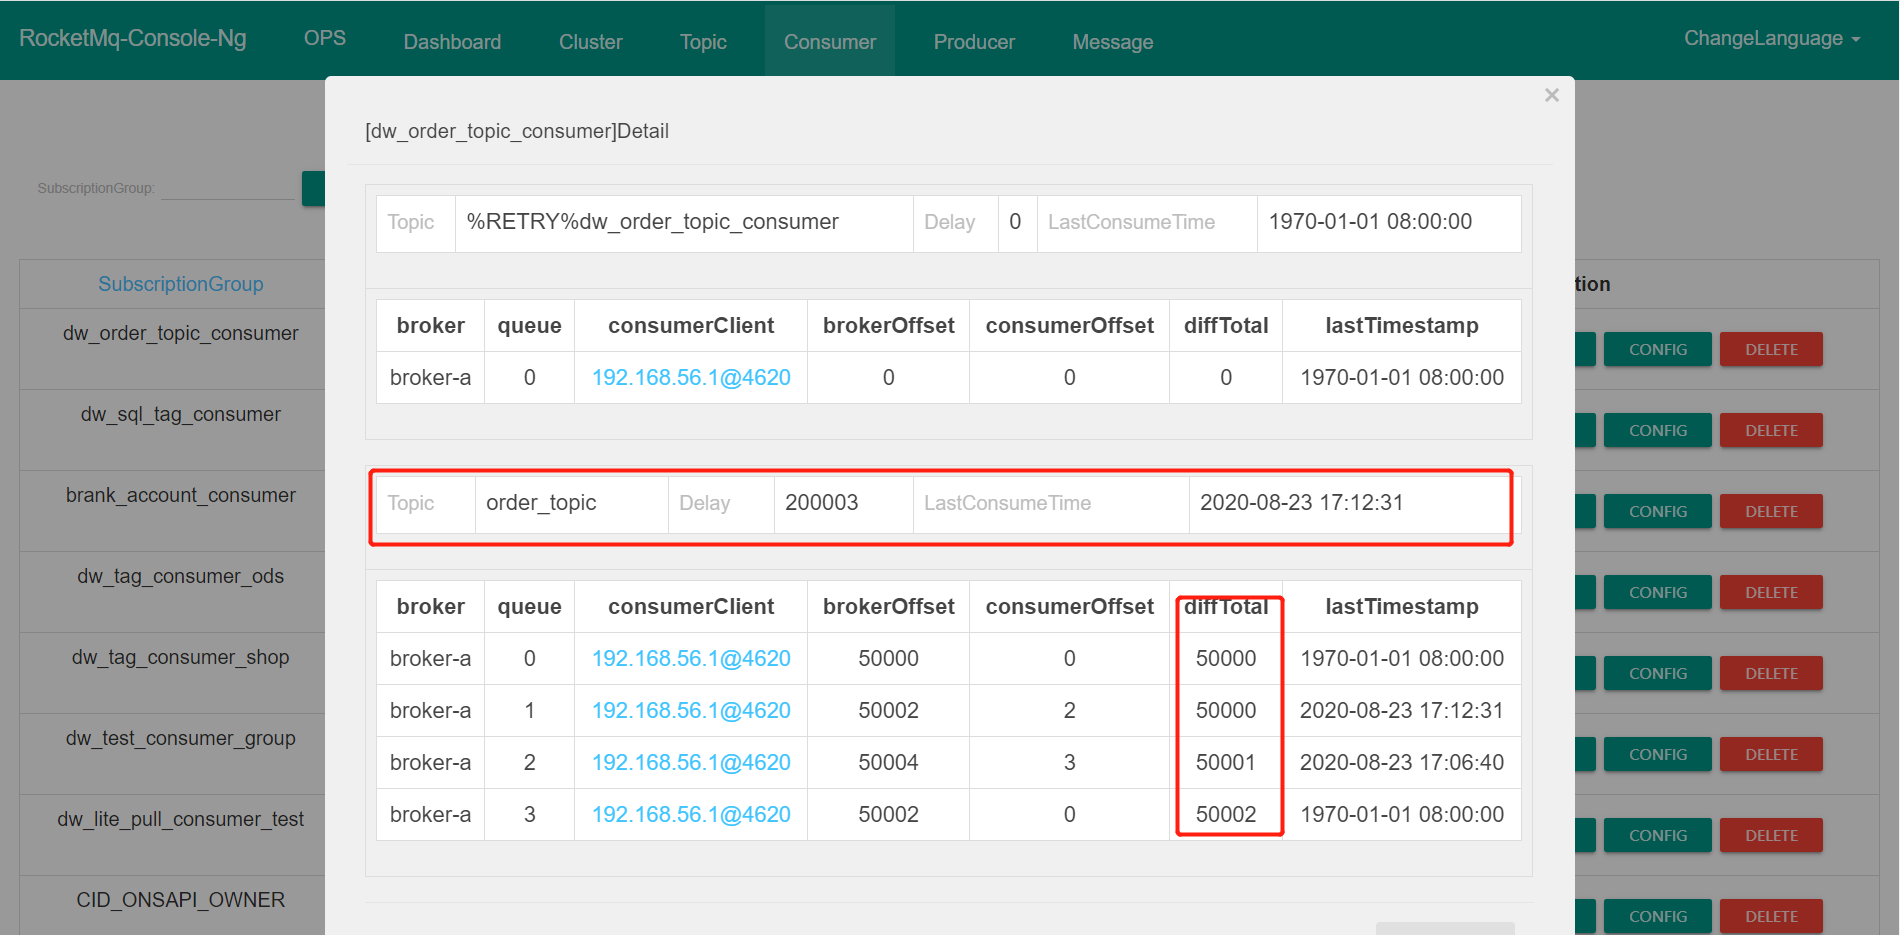 RocketMq-Console-Ng OPS Dashboard Cluster Topic Consumer Producer Message ChangeLanguage
×
[dw_order_topic_consumer]Detail
SubscriptionGroup:
Topic %RETRY%dw_order_topic_consumer Delay 0 LastConsumeTime 1970-01-01 08:00:00
SubscriptionGroup tion
broker queue consumerClient brokerOffset consumerOffset diffTotal lastTimestamp
dw_order_topic_consumer CONFIG DELETE
broker-a 0 192.168.56.1@4620 0 0 0 1970-01-01 08:00:00
dw_sql_tag_consumer CONFIG DELETE
brank_account_consumer CONFIG DELETE
Topic order_topic Delay 200003 LastConsumeTime 2020-08-23 17:12:31
dw_tag_consumer_ods CONFIG DELETE
broker queue consumerClient brokerOffset consumerOffset diffTotal lastTimestamp
dw_tag_consumer_shop CONFIG DELETE
broker-a 0 192.168.56.1@4620 50000 0 50000 1970-01-01 08:00:00
broker-a 1 192.168.56.1@4620 50002 2 50000 2020-08-23 17:12:31
dw_test_consumer_group CONFIG DELETE
broker-a 2 192.168.56.1@4620 50004 3 50001 2020-08-23 17:06:40
dw_lite_pull_consumer_test CONFIG DELETE
broker-a 3 192.168.56.1@4620 50002 0 50002 1970-01-01 08:00:00
CID_ONSAPI_OWNER CONFIG DELETE